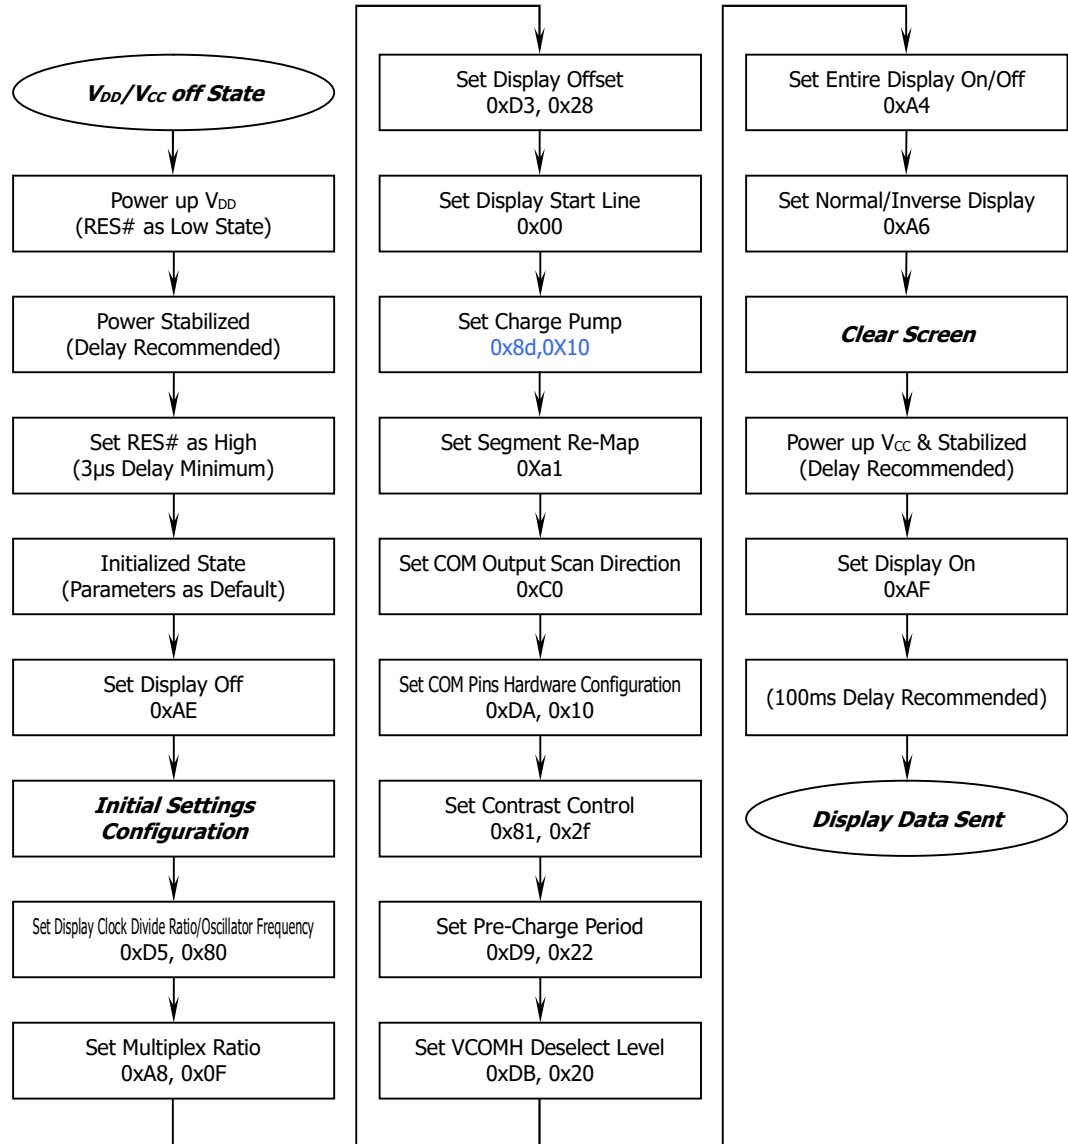 VDD/VCC off State
Power up VDD
(RES# as Low State)
Power Stabilized
(Delay Recommended)
Set RES# as High
(3μs Delay Minimum)
Initialized State
(Parameters as Default)
Set Display Off
0xAE
Initial Settings
Configuration
Set Display Clock Divide Ratio/Oscillator Frequency
0xD5, 0x80
Set Multiplex Ratio
0xA8, 0x0F
Set Display Offset
0xD3, 0x28
Set Display Start Line
0x00
Set Charge Pump
0x8d,0X10
Set Segment Re-Map
0Xa1
Set COM Output Scan Direction
0xC0
Set COM Pins Hardware Configuration
0xDA, 0x10
Set Contrast Control
0x81, 0x2f
Set Pre-Charge Period
0xD9, 0x22
Set VCOMH Deselect Level
0xDB, 0x20
Set Entire Display On/Off
0xA4
Set Normal/Inverse Display
0xA6
Clear Screen
Power up VCC & Stabilized
(Delay Recommended)
Set Display On
0xAF
(100ms Delay Recommended)
Display Data Sent